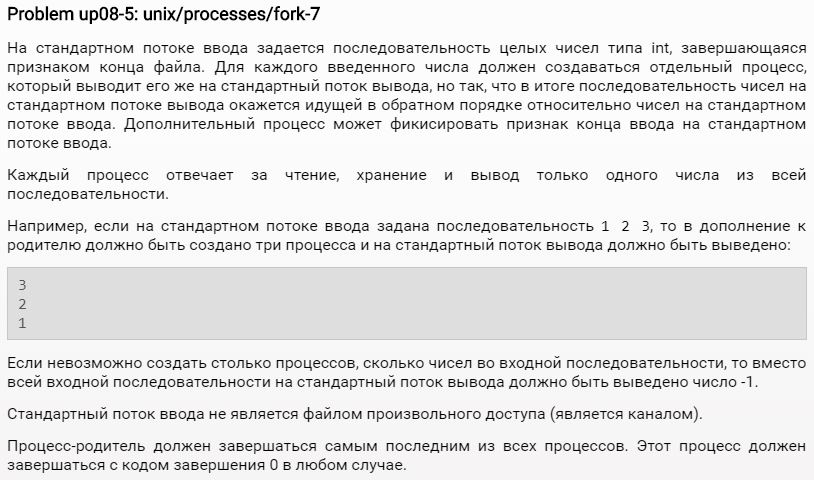 Problem up08-5: unix/processes/fork-7
На стандартном потоке ввода задается последовательность целых чисел типа int, завершающаяся
признаком конца файла. Для каждого введенного числа должен создаваться отдельный процесс,
который выводит его же на стандартный поток вывода, но так, что в итоге последовательность чисел на
стандартном потоке вывода окажется идущей в обратном порядке относительно чисел на стандартном
потоке ввода. Дополнительный процесс может фикисировать признак конца ввода на стандартном
потоке ввода.
Каждый процесс отвечает за чтение, хранение и вывод только одного числа из всей
последовательности.
Например, если на стандартном потоке ввода задана последовательность 1 2 3, то в дополнение к
родителю должно быть создано три процесса и на стандартный поток вывода должно быть выведено:
3
2
1
Если невозможно создать столько процессов, сколько чисел во входной последовательности, то вместо
всей входной последовательности на стандартный поток вывода должно быть выведено число -1.
Стандартный поток ввода не является файлом произвольного доступа (является каналом).
Процесс-родитель должен завершаться самым последним из всех процессов. Этот процесс должен
завершаться с кодом завершения 0 в любом случае.